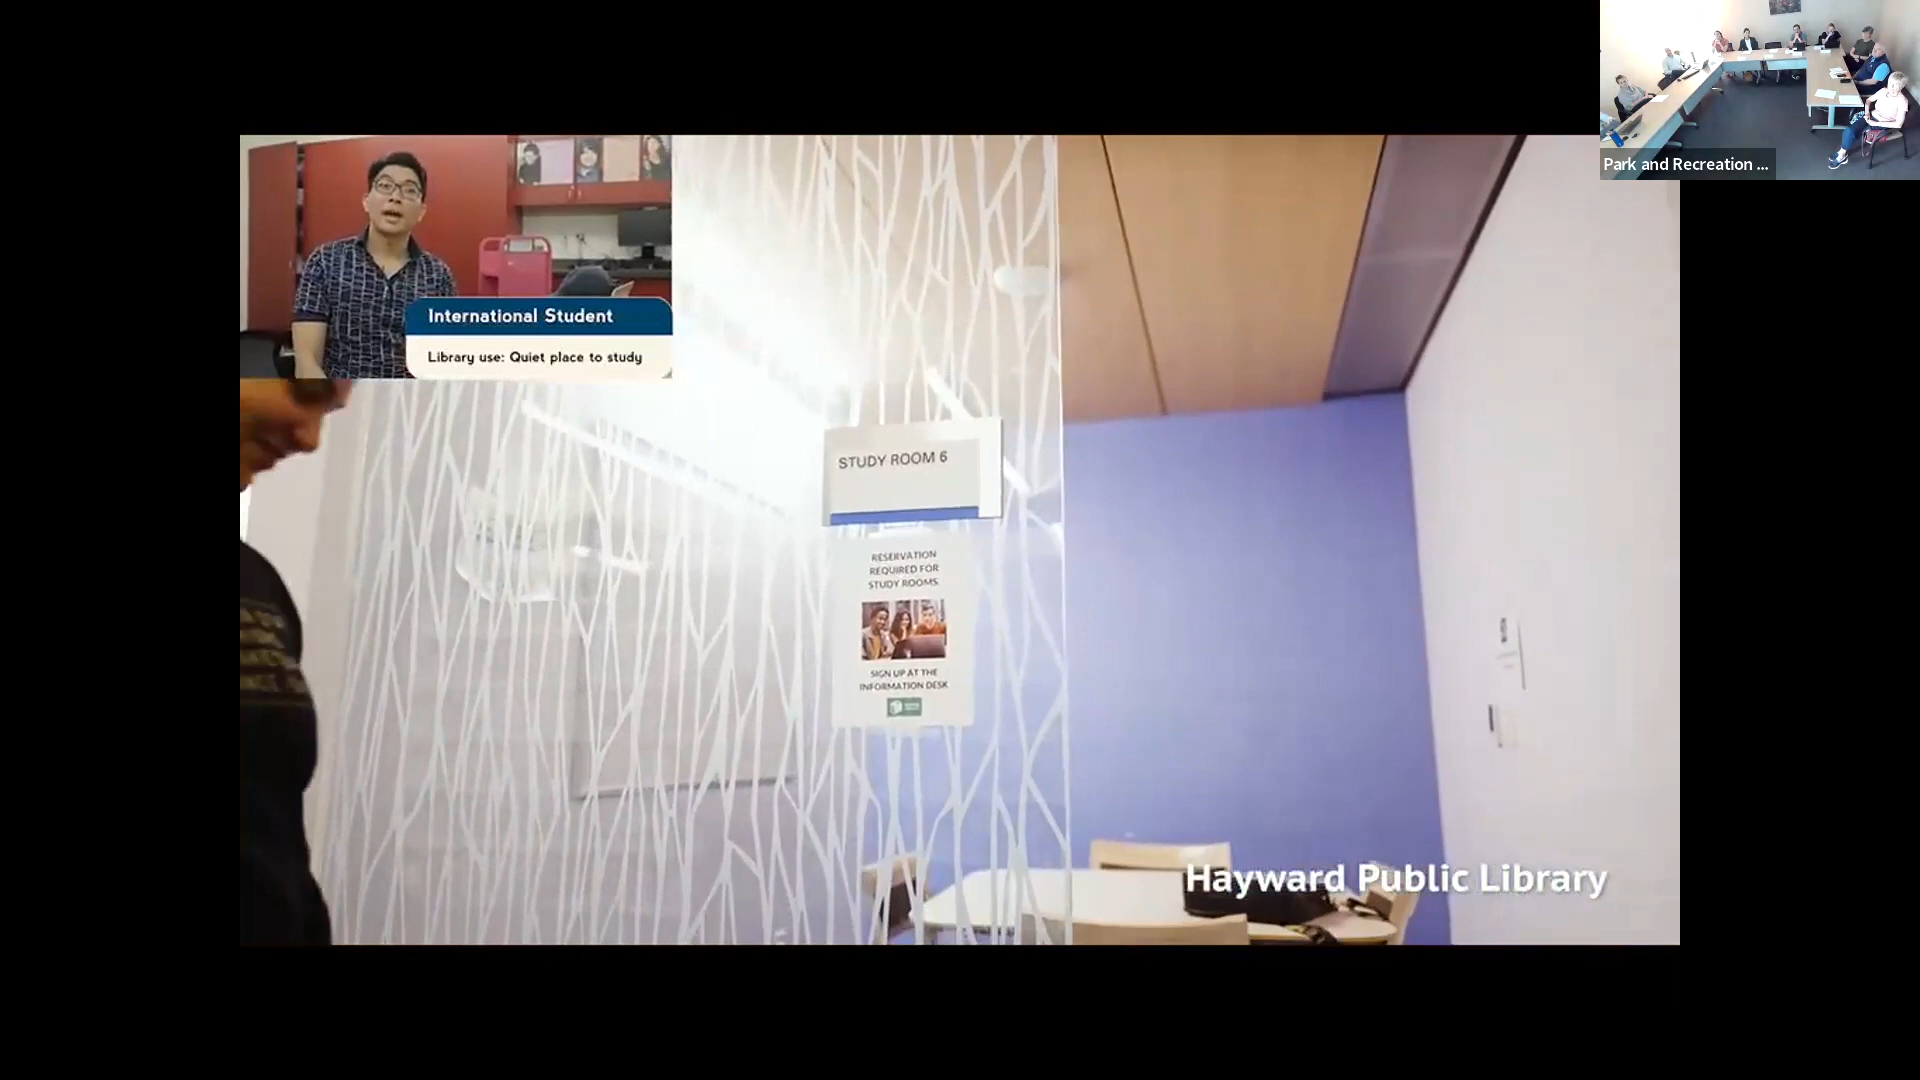 Park and Recreation ...
International Student
Library use: Quiet place to study
STUDY ROOM 6
RESERVATION
REQUIRED FOR
STUDY ROOMS
SIGN UP AT THE
INFORMATION DESK
Hayward Public Library